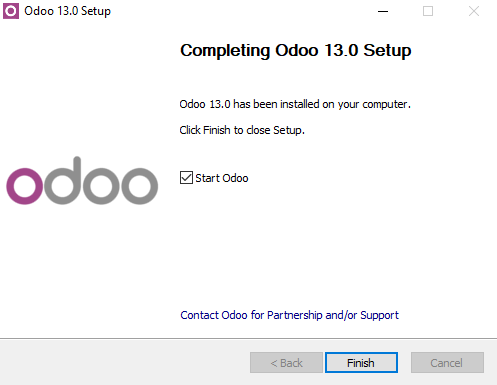 Odoo 13.0 Setup
Completing Odoo 13.0 Setup
Odoo 13.0 has been installed on your computer.
Click Finish to close Setup.
odoo
Start Odoo
Contact Odoo for Partnership and/or Support
< Back
Finish
Cancel